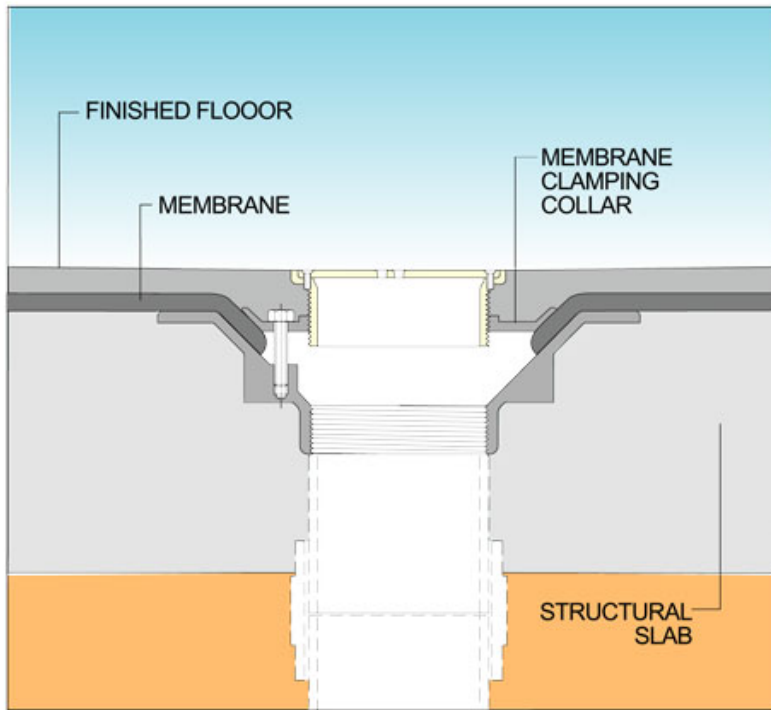 FINISHED FLOOOR
MEMBRANE
MEMBRANE
CLAMPING
COLLAR
STRUCTURAL
SLAB